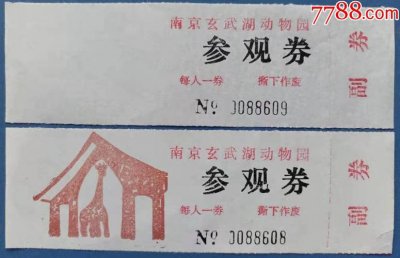 7788.com
南京玄武湖动物园
参观券
每人一券 撕下作废
№ 0088609
副券
南京玄武湖动物园
参观券
每人一券 撕下作废
№ 0088608
副券